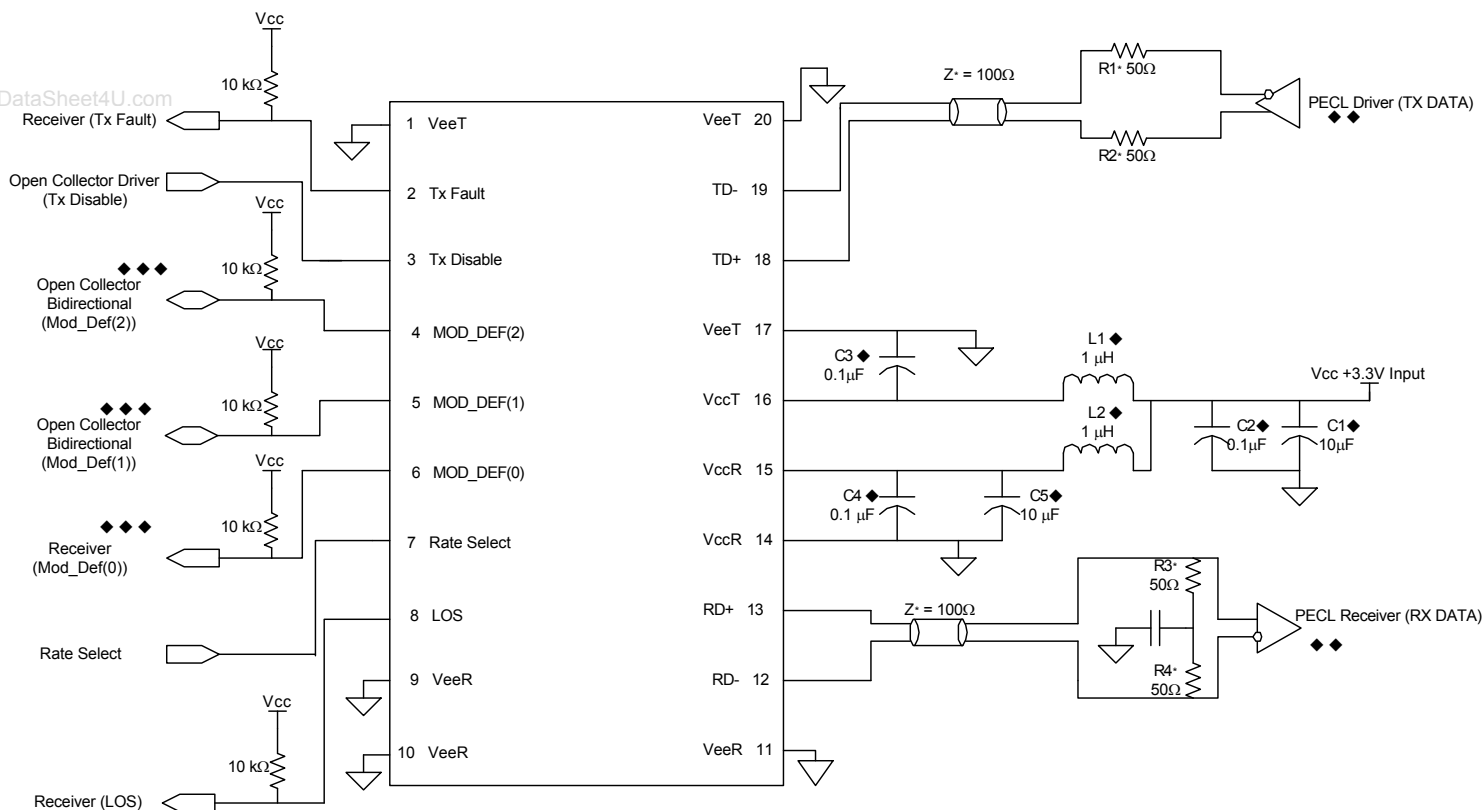 DataSheet4U.com
Vcc
10 kΩ
Receiver (Tx Fault)
Open Collector Driver
(Tx Disable)
Vcc
10 kΩ
◆ ◆ ◆
Open Collector
Bidirectional
(Mod_Def(2))
Vcc
10 kΩ
◆ ◆ ◆
Open Collector
Bidirectional
(Mod_Def(1))
Vcc
10 kΩ
◆ ◆ ◆
Receiver
(Mod_Def(0))
Rate Select
Vcc
10 kΩ
Receiver (LOS)
1 VeeT
2 Tx Fault
3 Tx Disable
4 MOD_DEF(2)
5 MOD_DEF(1)
6 MOD_DEF(0)
7 Rate Select
8 LOS
9 VeeR
10 VeeR
VeeT 20
TD- 19
TD+ 18
VeeT 17
VccT 16
VccR 15
VccR 14
RD+ 13
RD- 12
VeeR 11
Z* = 100Ω
R1* 50Ω
R2* 50Ω
PECL Driver (TX DATA)
◆ ◆
C3◆
0.1μF
L1◆
1 μH
L2◆
1 μH
Vcc +3.3V Input
C2◆
0.1μF
C1◆
10μF
C4◆
0.1 μF
C5◆
10 μF
Z* = 100Ω
R3*
50Ω
R4*
50Ω
PECL Receiver (RX DATA)
◆ ◆